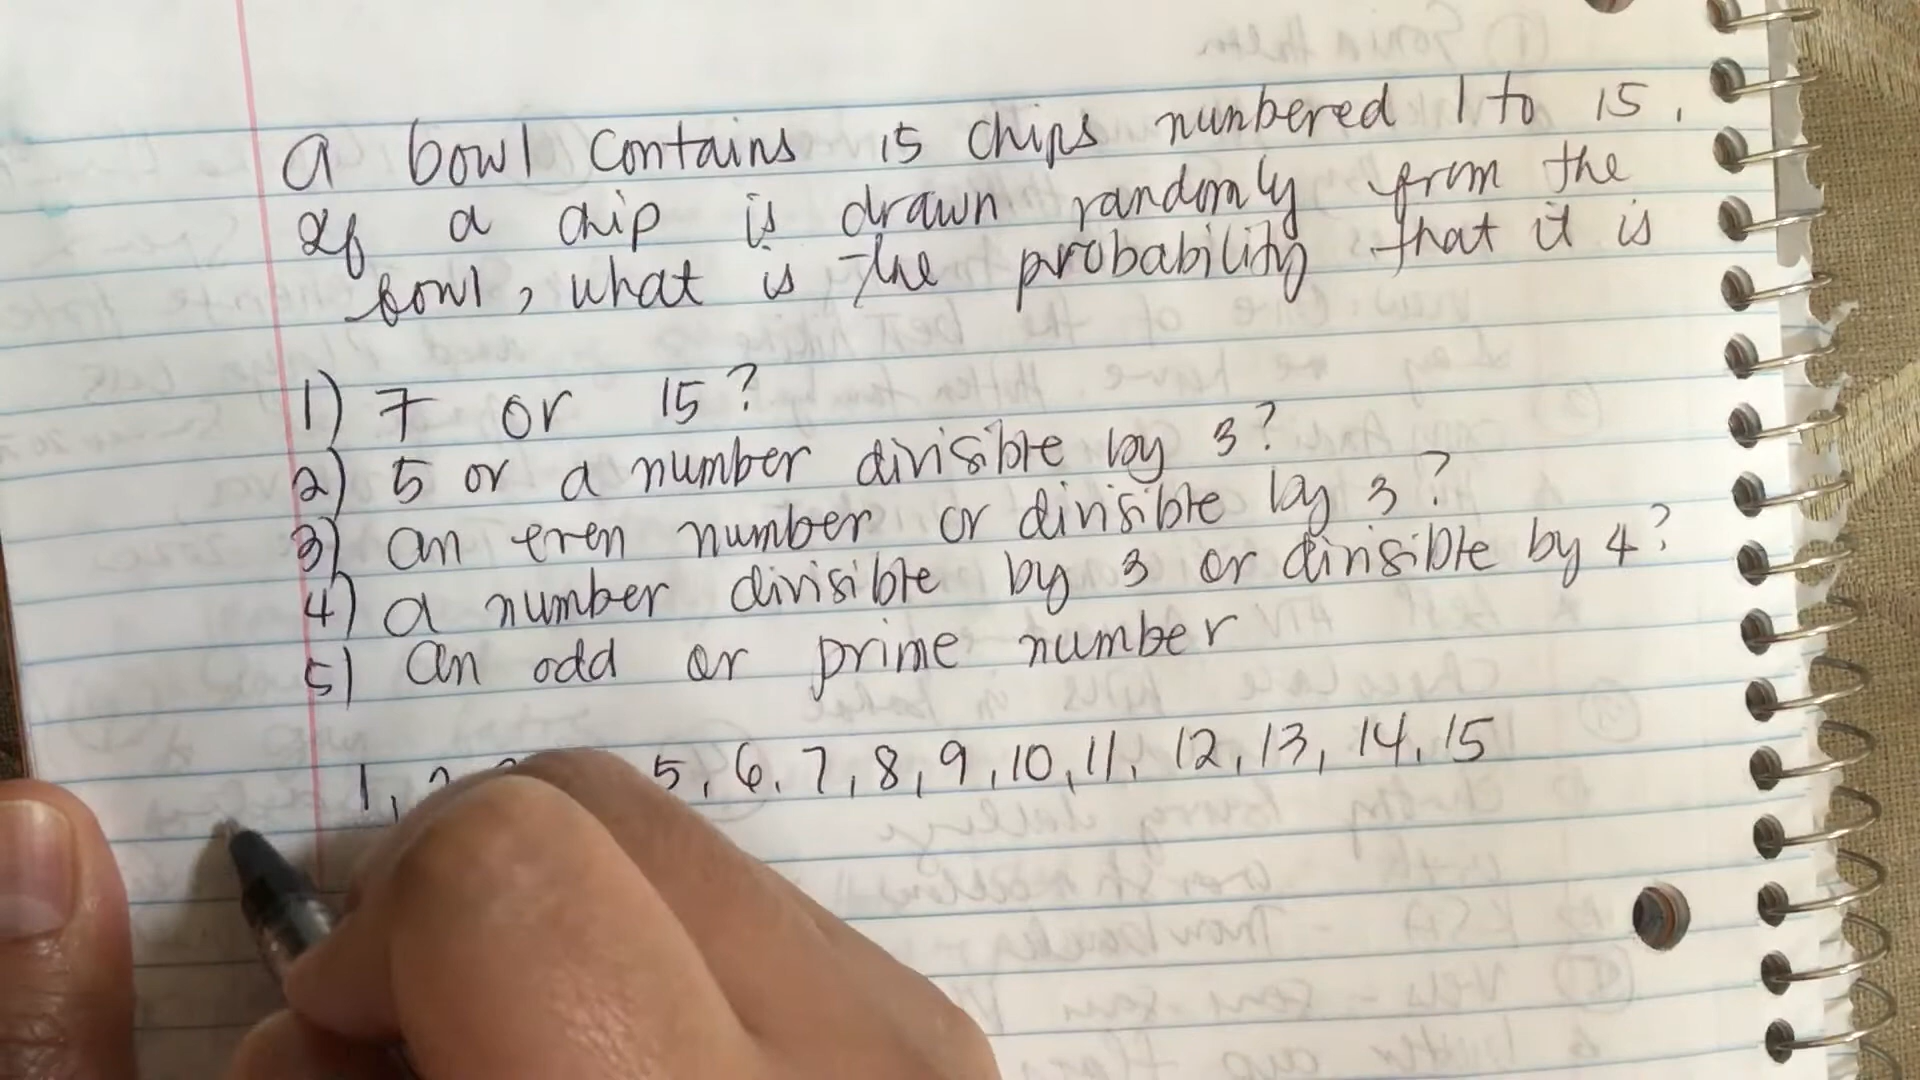 a bowl contains 15 chips numbered 1 to 15.
If a chip is drawn randomly from the
bowl, what is the probability that it is
1) 7 or 15?
2) 5 or a number divisible by 3?
3) an even number or divisible by 3?
4) a number divisible by 3 or divisible by 4?
5) an odd or prime number
1, 2 5, 6, 7, 8, 9, 10, 11, 12, 13, 14, 15